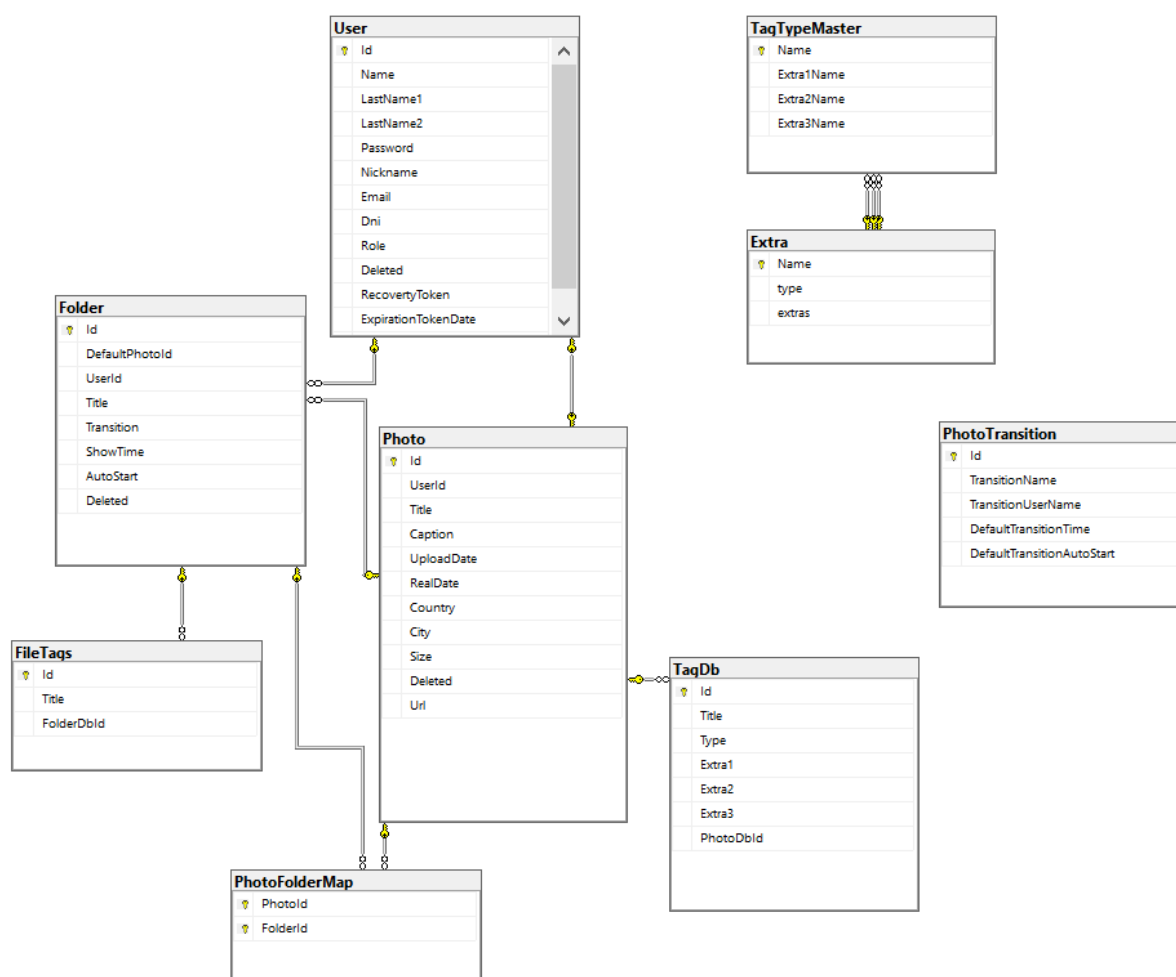 User
Id
Name
LastName1
LastName2
Password
Nickname
Email
Dni
Role
Deleted
RecovertyToken
ExpirationTokenDate
TagTypeMaster
Name
Extra1Name
Extra2Name
Extra3Name
Extra
Name
type
extras
Folder
Id
DefaultPhotoId
UserId
Title
Transition
ShowTime
AutoStart
Deleted
Photo
Id
UserId
Title
Caption
UploadDate
RealDate
Country
City
Size
Deleted
Url
PhotoTransition
Id
TransitionName
TransitionUserName
DefaultTransitionTime
DefaultTransitionAutoStart
FileTags
Id
Title
FolderDbId
TagDb
Id
Title
Type
Extra1
Extra2
Extra3
PhotoDbId
PhotoFolderMap
PhotoId
FolderId